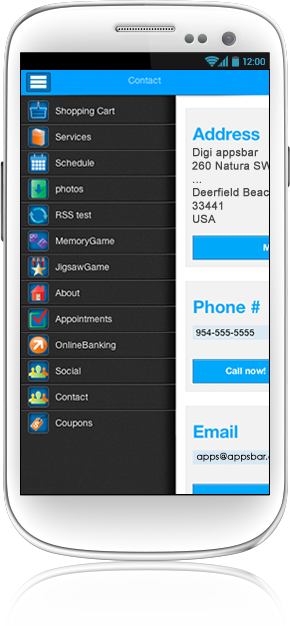 12:00
Contact
Shopping Cart
Services
Schedule
photos
RSS test
MemoryGame
JigsawGame
About
Appointments
OnlineBanking
Social
Contact
Coupons
Address
Digi appsbar
260 Natura SW
...
Deerfield Beac
33441
USA
M
Phone #
954-555-5555
Call now!
Email
apps@appsbar.